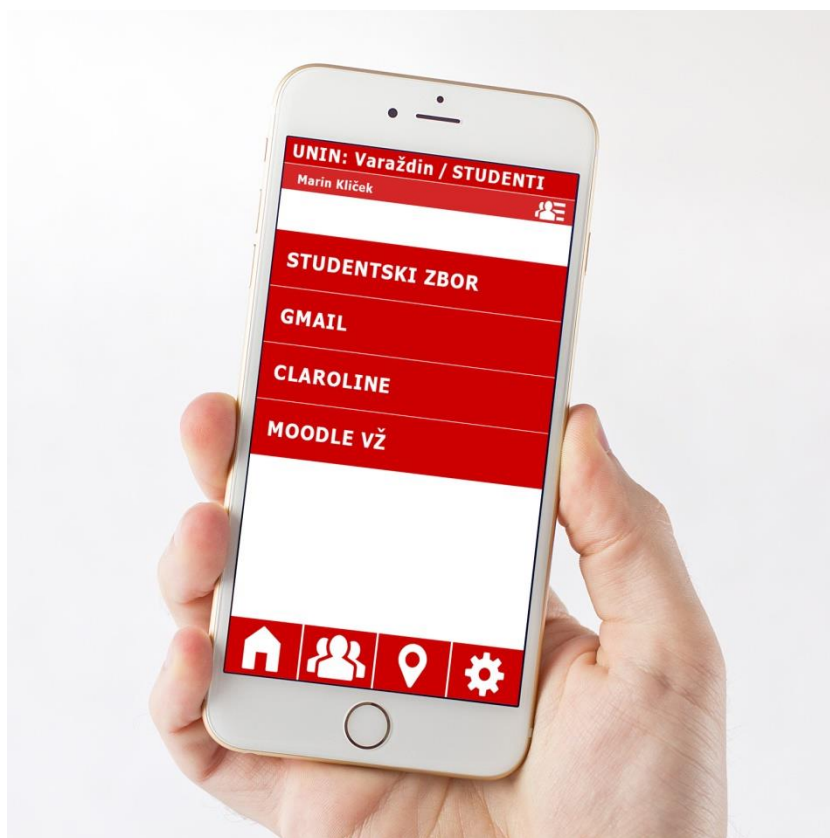 UNIN: Varaždin / STUDENTI
Marin Kliček
STUDENTSKI ZBOR
GMAIL
CLAROLINE
MOODLE VŽ